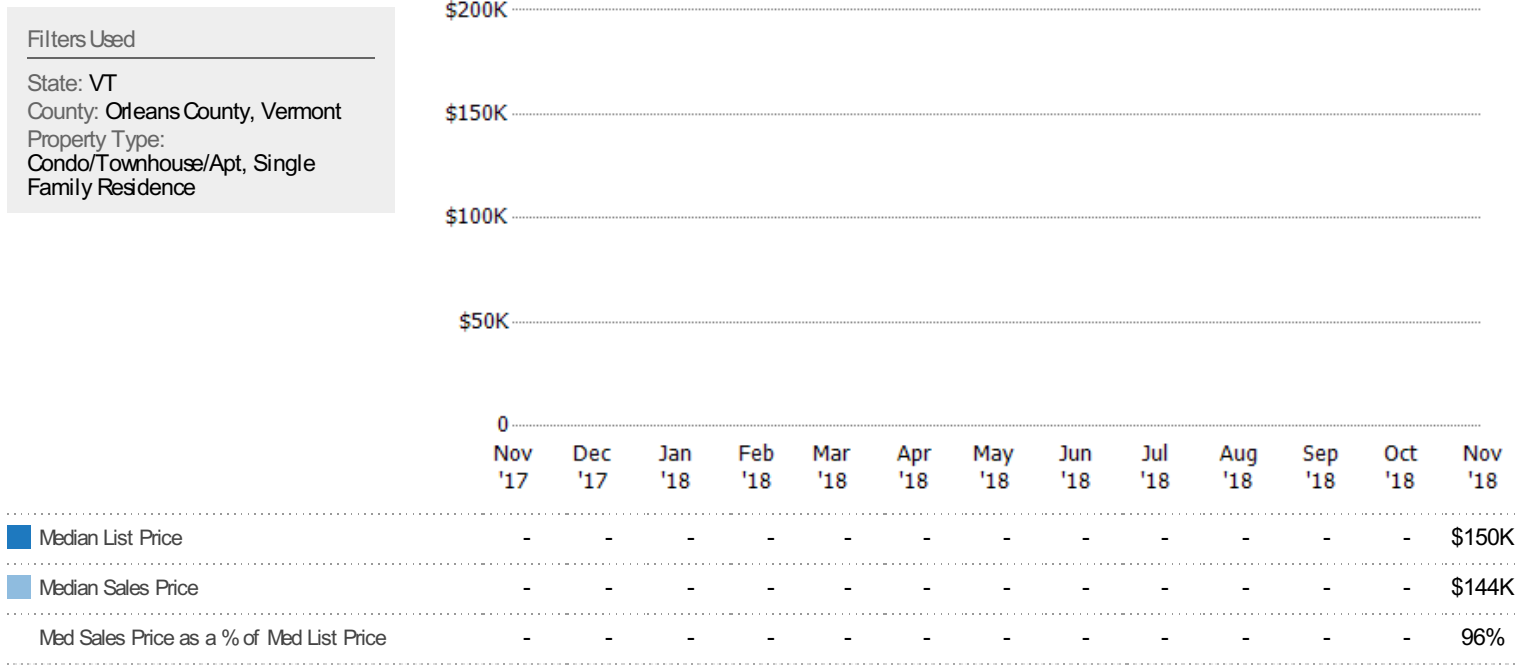 Filters Used
State: VT
County: Orleans County, Vermont
Property Type:
Condo/Townhouse/Apt, Single
Family Residence
$200K
$150K
$100K
$50K
0
Nov Dec Jan Feb Mar Apr May Jun Jul Aug Sep Oct Nov
'17 '17 '18 '18 '18 '18 '18 '18 '18 '18 '18 '18 '18
Median List Price - - - - - - - - - - - - $150K
Median Sales Price - - - - - - - - - - - - $144K
Med Sales Price as a % of Med List Price - - - - - - - - - - - - 96%